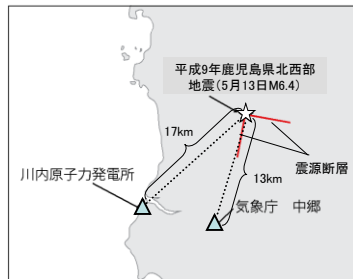 平成9年鹿児島県北西部
地震(5月13日M6.4)
17km
川内原子力発電所
13km
震源断層
気象庁 中郷